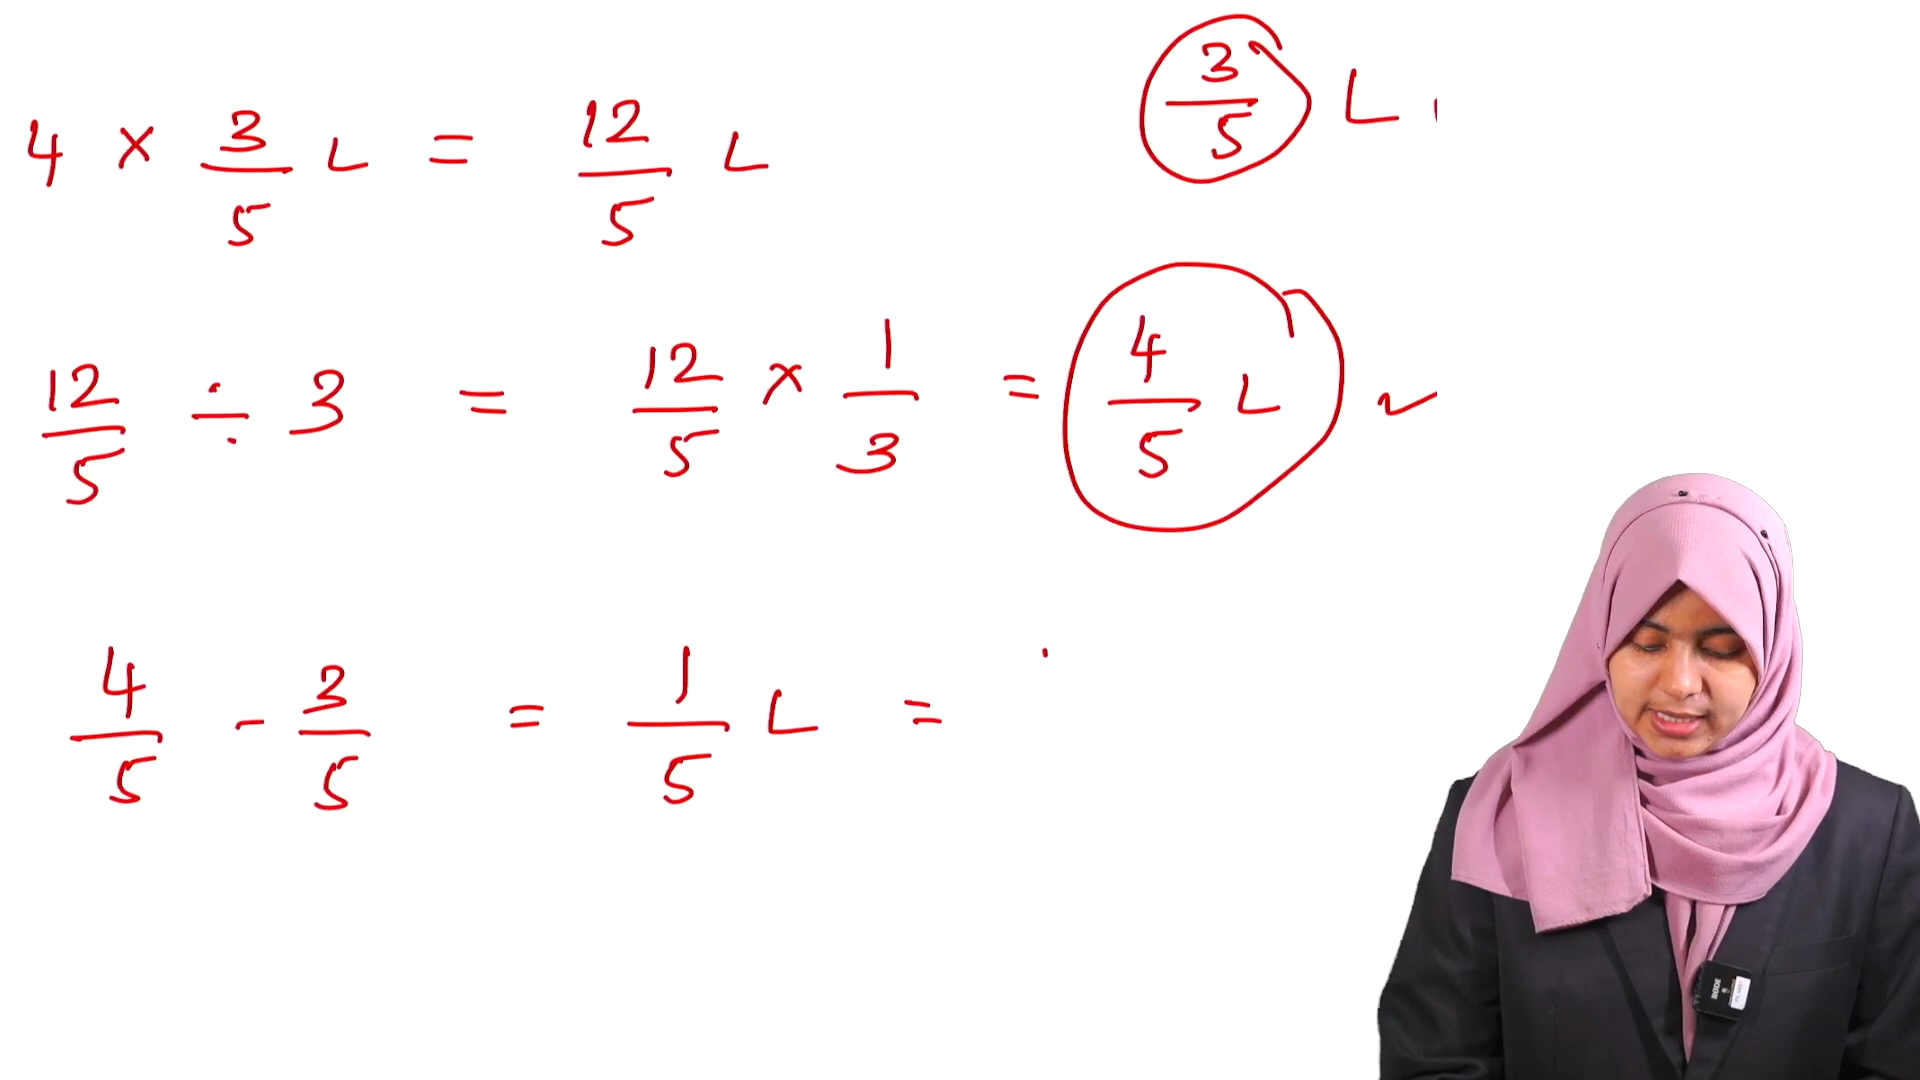 3/5 L
4 × 3/5 L = 12/5 L
12/5 ÷ 3 = 12/5 × 1/3 = 4/5 L ✓
4/5 - 3/5 = 1/5 L =
RODE